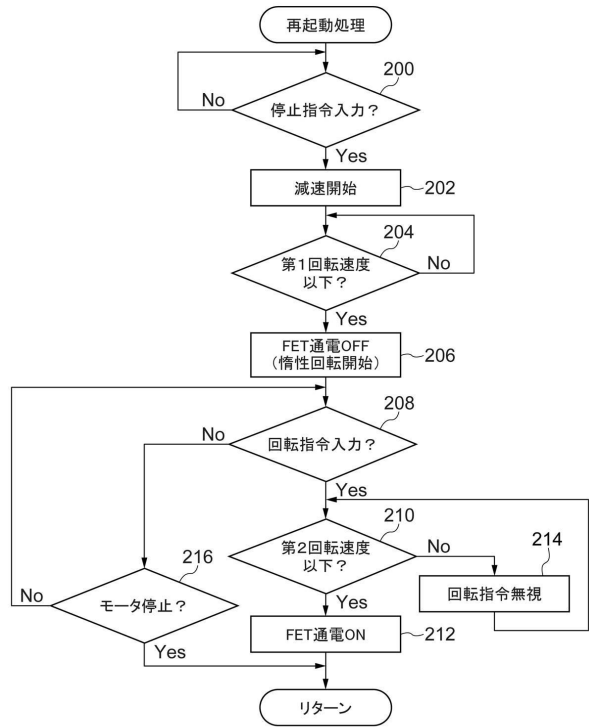 再起動処理
200
No
停止指令入力？
Yes
減速開始
202
204
第1回転速度
以下？
No
Yes
FET通電OFF
（惰性回転開始）
206
208
No
回転指令入力？
Yes
210
第2回転速度
以下？
No
214
回転指令無視
216
No
モータ停止？
Yes
Yes
FET通電ON
212
リターン